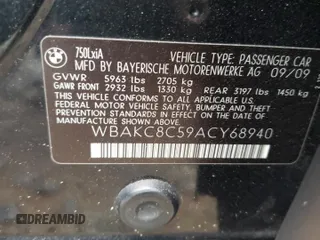 750LxiA
VEHICLE TYPE: PASSENGER CAR
MFD BY BAYERISCHE MOTORENWERKE AG 09/09
GVWR 5963 lbs 2705 kg
GAWR FRONT 2932 lbs 1330 kg REAR 3197 lbs 1450 kg
THIS VEHICLE CONFORMS TO ALL APPLICABLE
FEDERAL MOTOR VEHICLE SAFETY, BUMPER AND
THEFT PREVENTION STANDARDS IN EFFECT ON
THE DATE OF MANUFACTURE SHOWN ABOVE.
WBAKC8C59ACY68940
DREAMBID